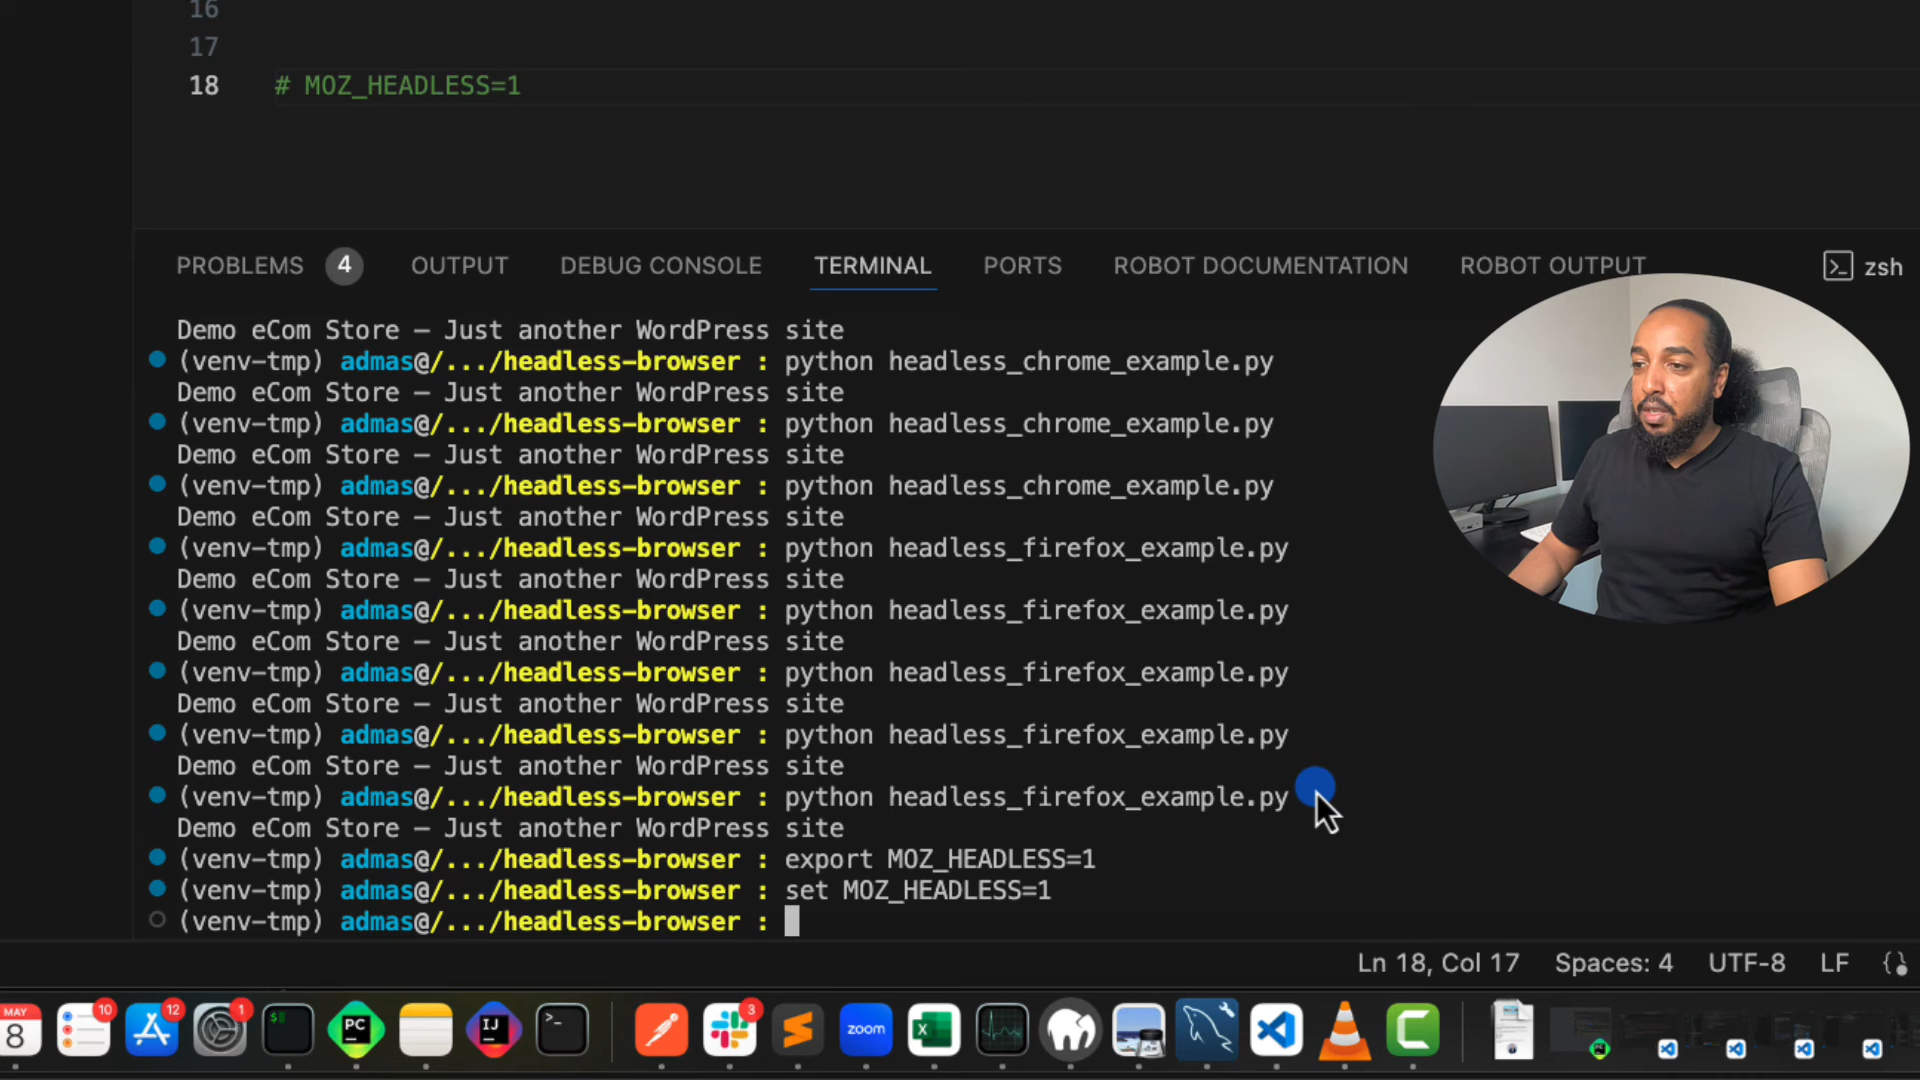 16
17
18 # MOZ_HEADLESS=1
PROBLEMS 4 OUTPUT DEBUG CONSOLE TERMINAL PORTS ROBOT DOCUMENTATION ROBOT OUTPUT zsh
Demo eCom Store – Just another WordPress site
(venv-tmp) admas@/.../headless-browser : python headless_chrome_example.py
Demo eCom Store – Just another WordPress site
(venv-tmp) admas@/.../headless-browser : python headless_chrome_example.py
Demo eCom Store – Just another WordPress site
(venv-tmp) admas@/.../headless-browser : python headless_chrome_example.py
Demo eCom Store – Just another WordPress site
(venv-tmp) admas@/.../headless-browser : python headless_firefox_example.py
Demo eCom Store – Just another WordPress site
(venv-tmp) admas@/.../headless-browser : python headless_firefox_example.py
Demo eCom Store – Just another WordPress site
(venv-tmp) admas@/.../headless-browser : python headless_firefox_example.py
Demo eCom Store – Just another WordPress site
(venv-tmp) admas@/.../headless-browser : python headless_firefox_example.py
Demo eCom Store – Just another WordPress site
(venv-tmp) admas@/.../headless-browser : python headless_firefox_example.py
Demo eCom Store – Just another WordPress site
(venv-tmp) admas@/.../headless-browser : export MOZ_HEADLESS=1
(venv-tmp) admas@/.../headless-browser : set MOZ_HEADLESS=1
(venv-tmp) admas@/.../headless-browser :
Ln 18, Col 17 Spaces: 4 UTF-8 LF
MAY 8 10 12 1 $ PC IJ >_ 3 zoom X C